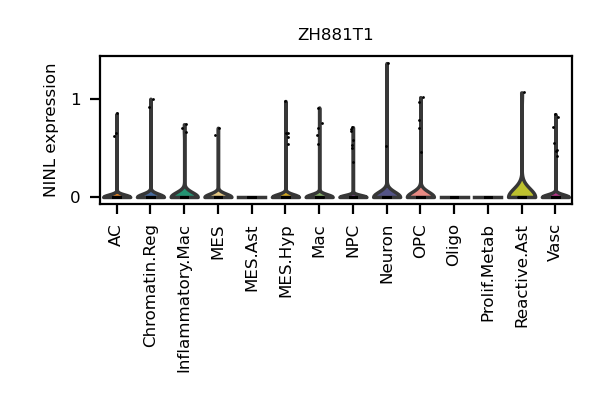 ZH881T1
NINL expression
1
0
AC
Chromatin.Reg
Inflammatory.Mac
MES
MES.Ast
MES.Hyp
Mac
NPC
Neuron
OPC
Oligo
Prolif.Metab
Reactive.Ast
Vasc